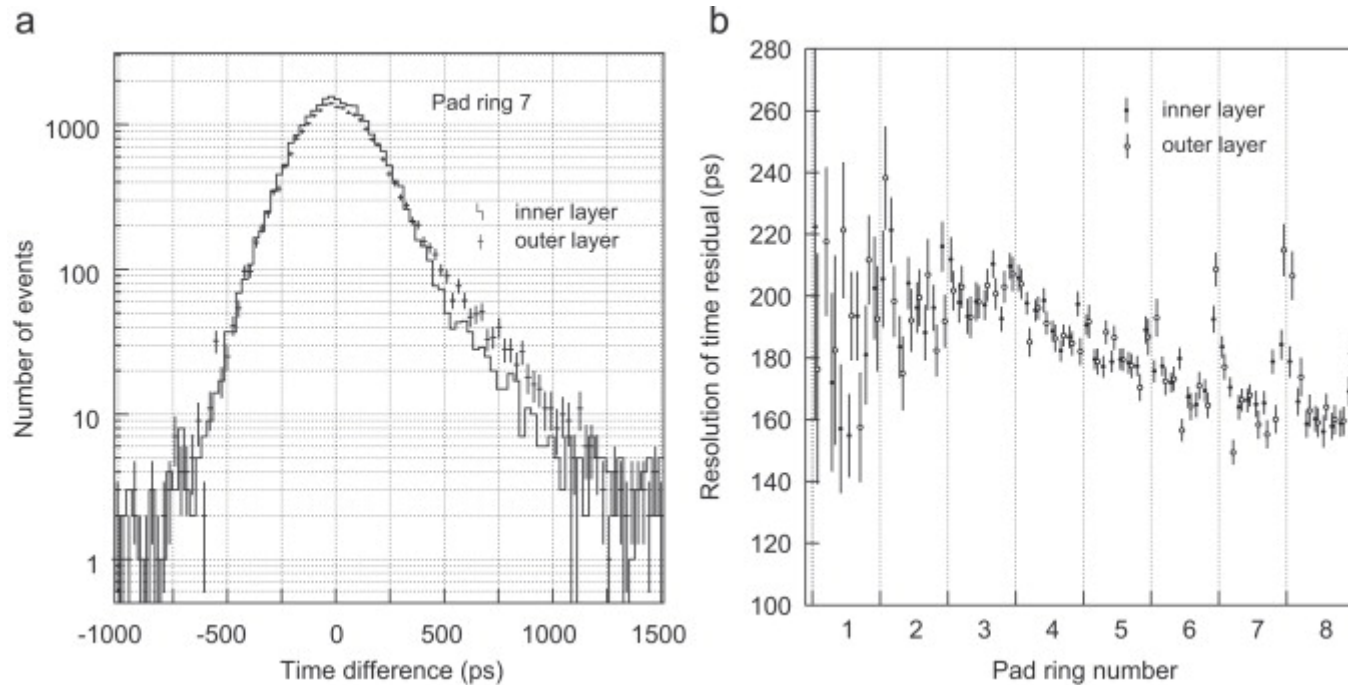 a
Number of events
1000
100
10
1
Pad ring 7
inner layer
outer layer
-1000 -500 0 500 1000 1500
Time difference (ps)
b
Resolution of time residual (ps)
280
260
240
220
200
180
160
140
120
100
inner layer
outer layer
1 2 3 4 5 6 7 8
Pad ring number